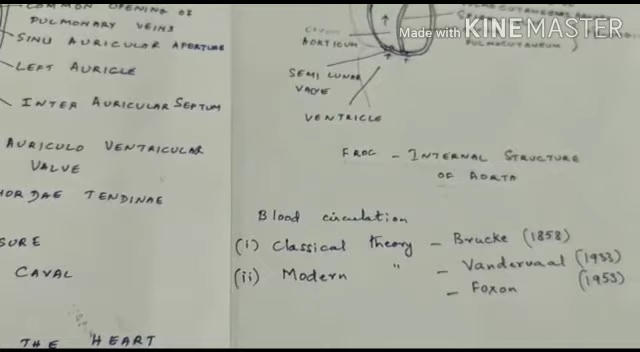 COMMON OPENING OF
PULMONARY VEINS
SINU AURICULAR APERTURE
LEFT AURICLE
INTER AURICULAR SEPTUM
AURICULO VENTRICULAR
VALVE
HORDAE TENDINAE
SURE
CAVAL
THE HEART
Made with KINEMASTER
CAVUM
AORTICUM
PULMOCUTANEUM
SEMI LUNAR
VALVE
VENTRICLE
FROG - INTERNAL STRUCTURE
OF AORTA
Blood circulation
(i) Classical theory - Brucke (1858)
(ii) Modern " - Vandervaal (1933)
- Foxon (1953)